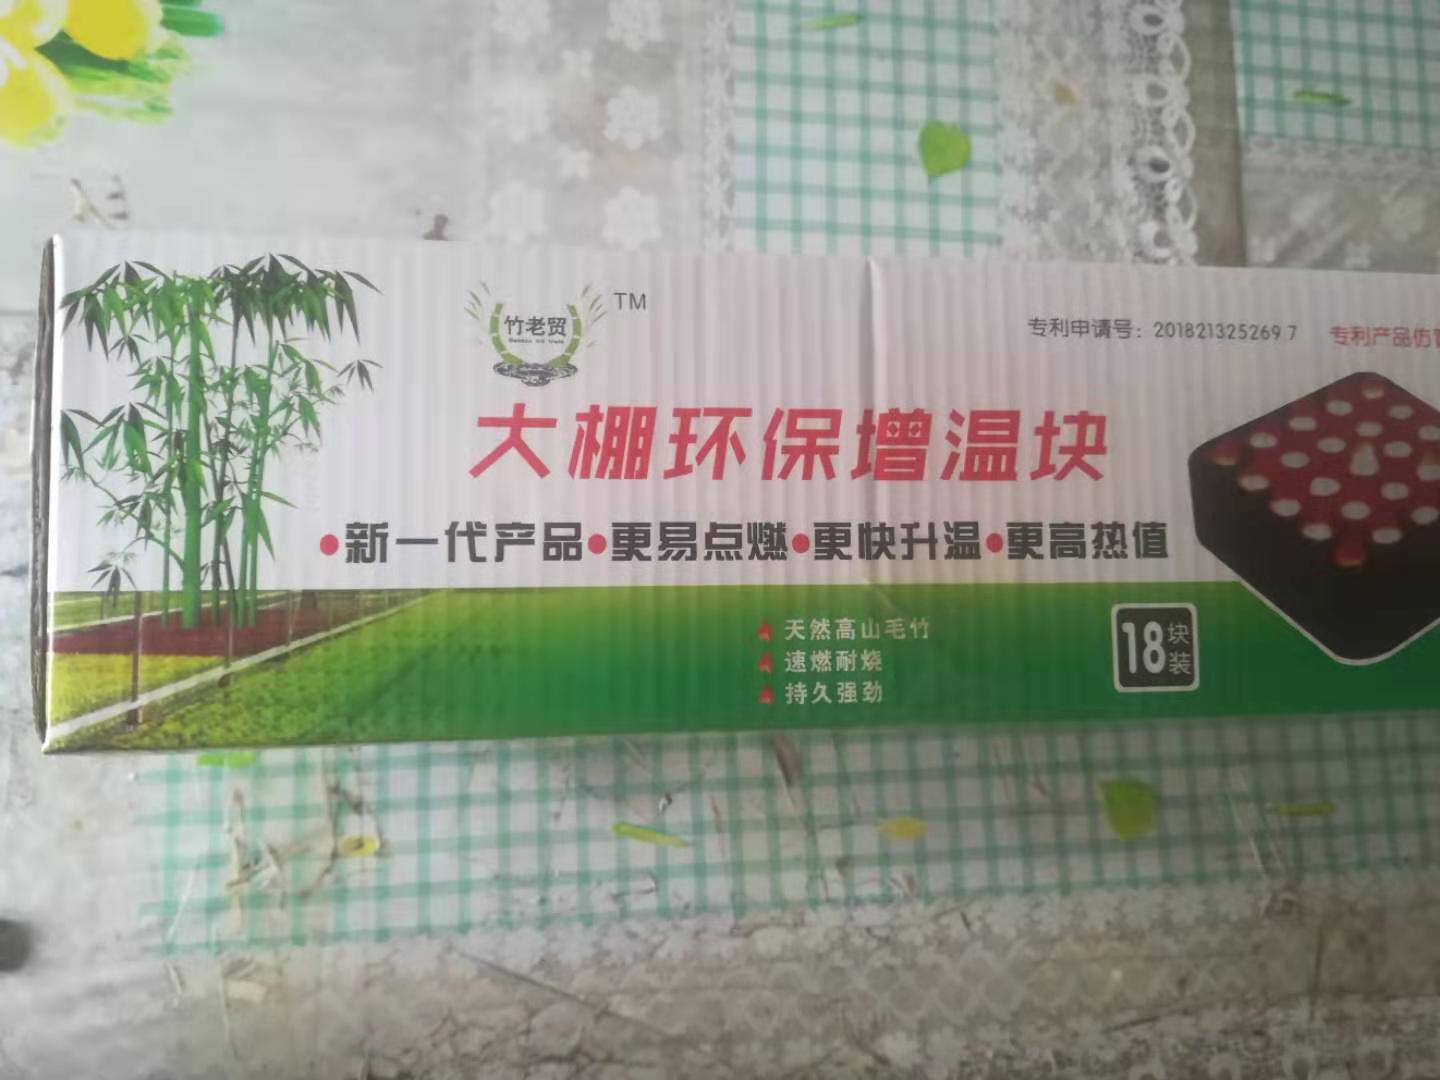 竹老贸
TM
专利申请号：201821325269 7
专利产品仿
大棚环保增温块
•新一代产品•更易点燃•更快升温•更高热值
天然高山毛竹
速燃耐烧
持久强劲
18块装